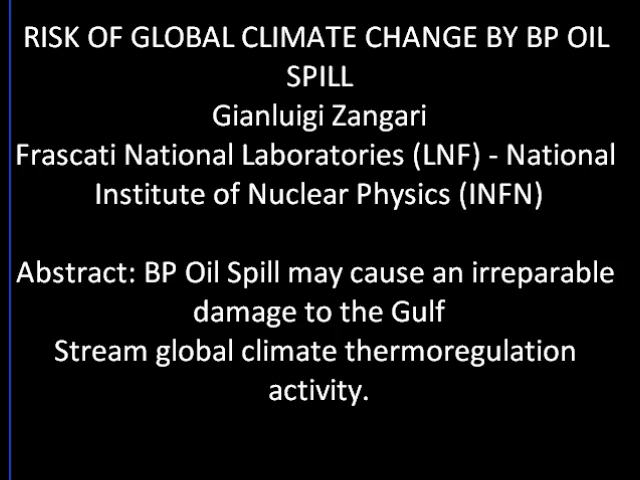 RISK OF GLOBAL CLIMATE CHANGE BY BP OIL
SPILL
Gianluigi Zangari
Frascati National Laboratories (LNF) - National
Institute of Nuclear Physics (INFN)
Abstract: BP Oil Spill may cause an irreparable
damage to the Gulf
Stream global climate thermoregulation
activity.